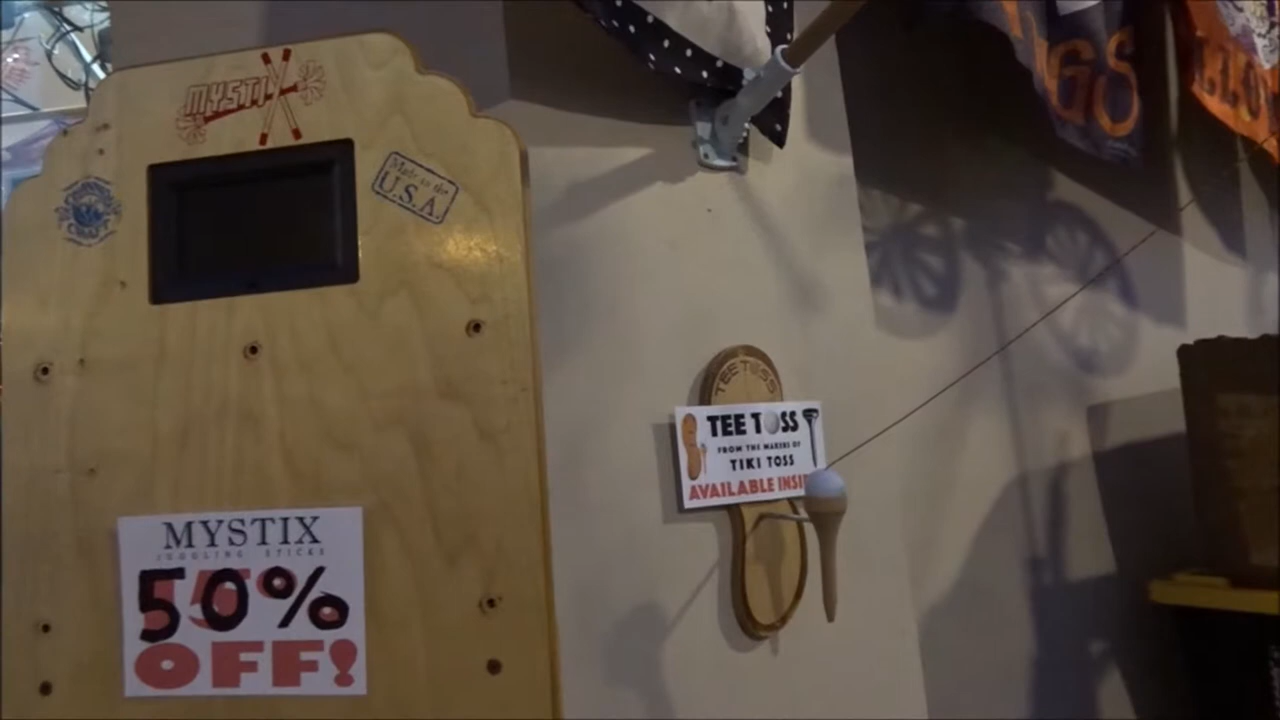 MYSTIX
Made in the
U.S.A.
TEE TOSS
TEE TOSS
FROM THE MAKERS OF
TIKI TOSS
AVAILABLE INSI
MYSTIX
JUGGLING STICKS
50%
OFF!